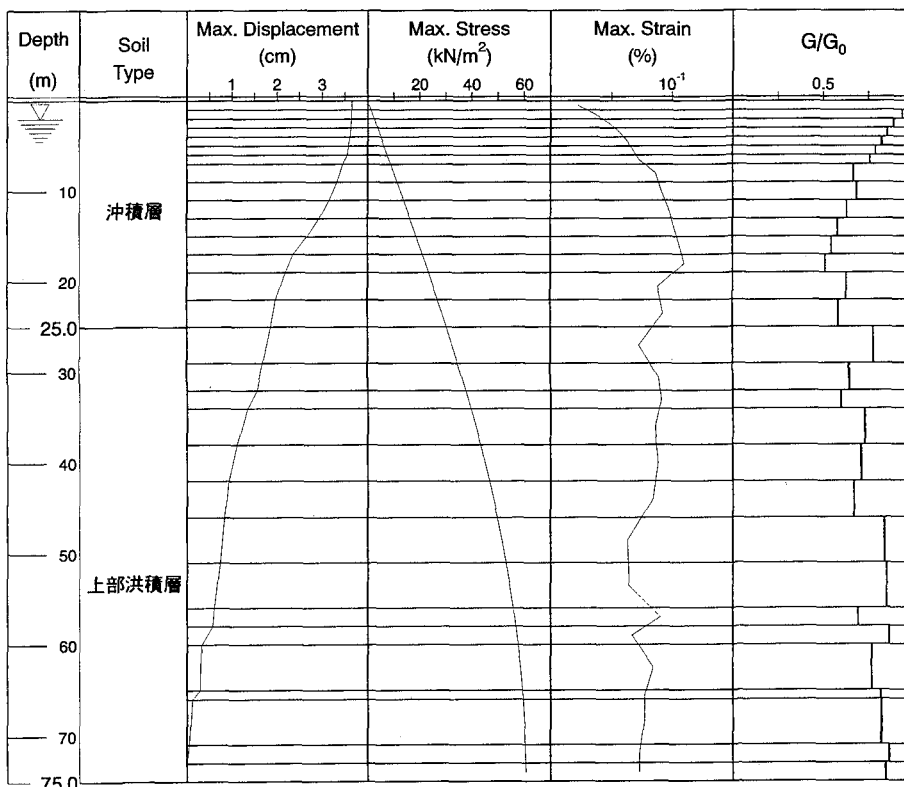 Depth
(m)
Soil
Type
Max. Displacement
(cm)
1 2 3
Max. Stress
(kN/m²)
20 40 60
Max. Strain
(%)
10⁻¹
G/G₀
0.5
10
20
25.0
30
40
50
60
70
75.0
沖積層
上部洪積層